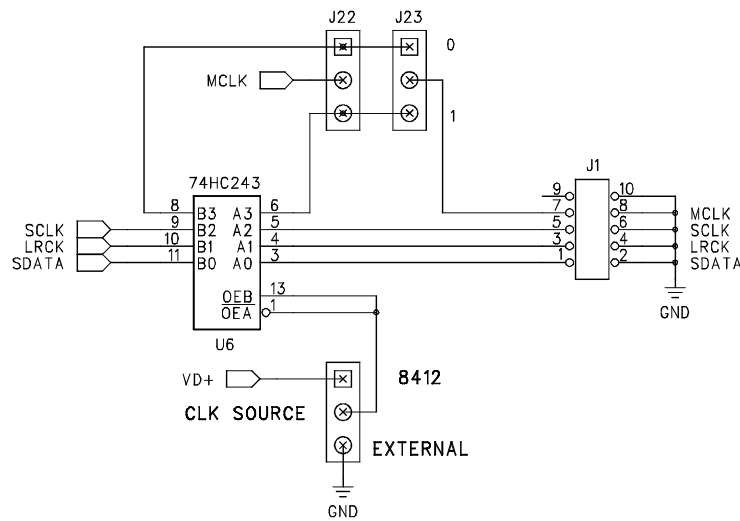 J22 J23
0
MCLK
1
J1
74HC243
9 10
8 B3 A3 6 7 8 MCLK
SCLK 9 B2 A2 5 5 6 SCLK
LRCK 10 B1 A1 4 3 4 LRCK
SDATA 11 B0 A0 3 1 2 SDATA
OEB 13
OEA 1
GND
U6
VD+ 8412
CLK SOURCE
EXTERNAL
GND